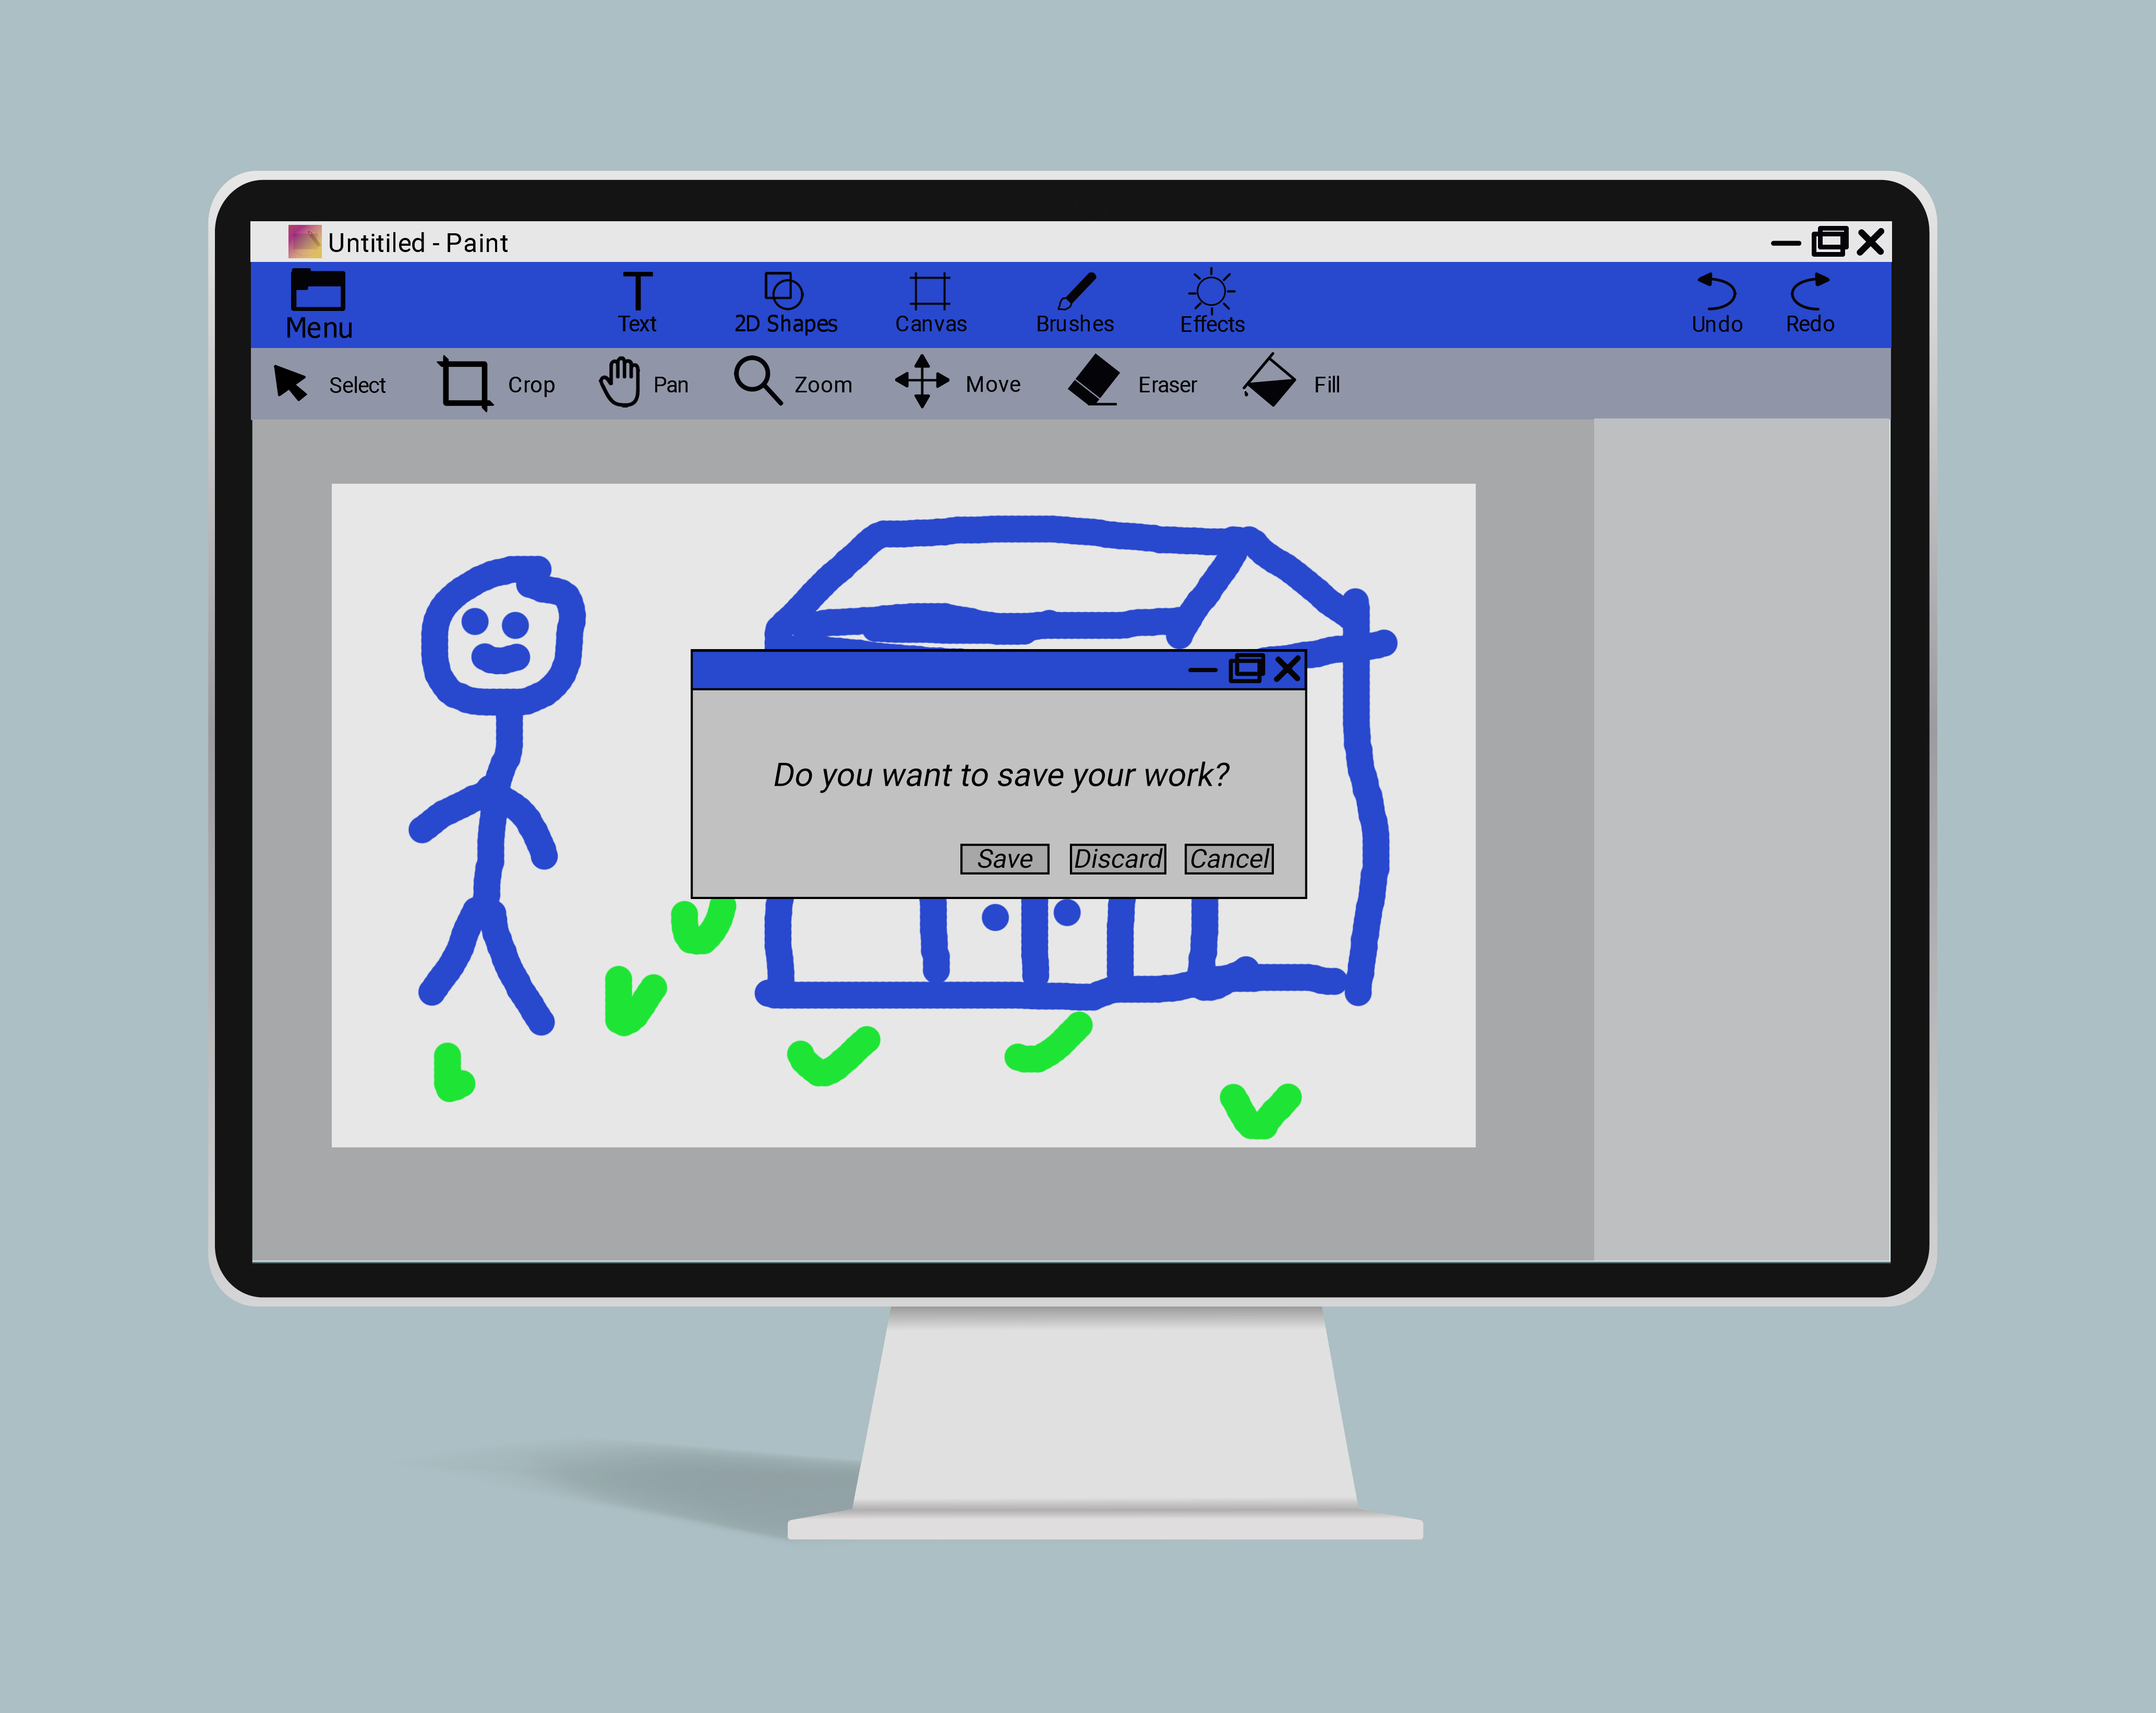 Untitiled - Paint
Menu
Text
2D Shapes
Canvas
Brushes
Effects
Undo
Redo
Select
Crop
Pan
Zoom
Move
Eraser
Fill
Do you want to save your work?
Save
Discard
Cancel